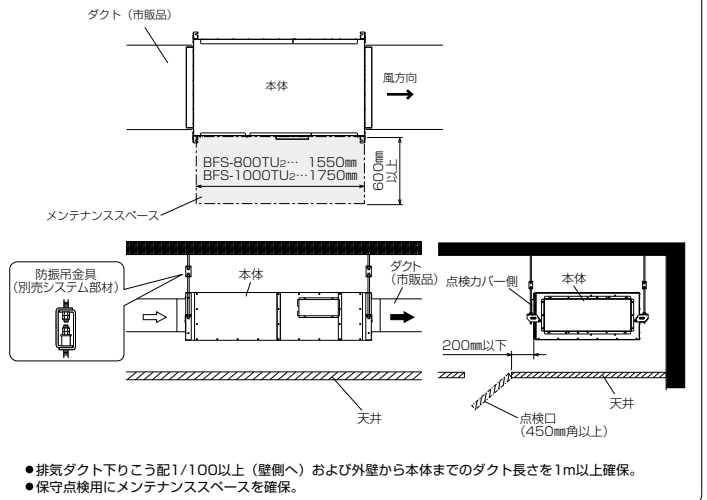 ダクト（市販品）
本体
風方向
BFS-800TU2… 1550㎜
BFS-1000TU2…1750㎜
600㎜
以上
メンテナンススペース
防振吊金具
（別売システム部材）
本体
ダクト
（市販品）
天井
点検カバー側
本体
200㎜以下
天井
点検口
（450㎜角以上）
●排気ダクト下りこう配1/100以上（壁側へ）および外壁から本体までのダクト長さを1m以上確保。
●保守点検用にメンテナンススペースを確保。